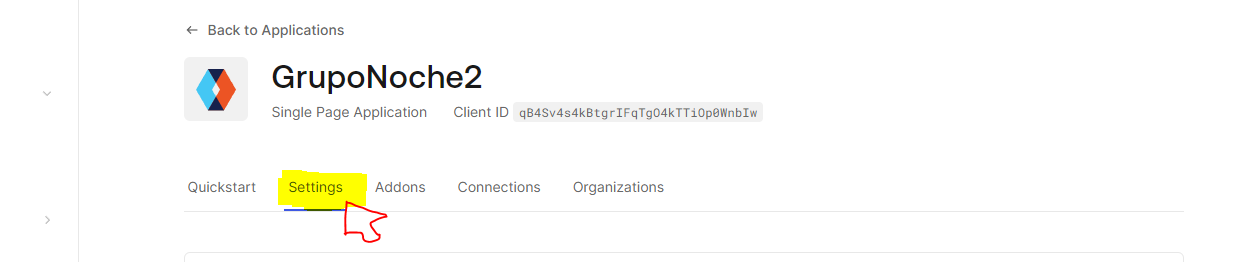 Back to Applications
GrupoNoche2
Single Page Application Client ID qB4Sv4s4kBtgrIFqTgO4kTTiOp0WnbIw
Quickstart Settings Addons Connections Organizations